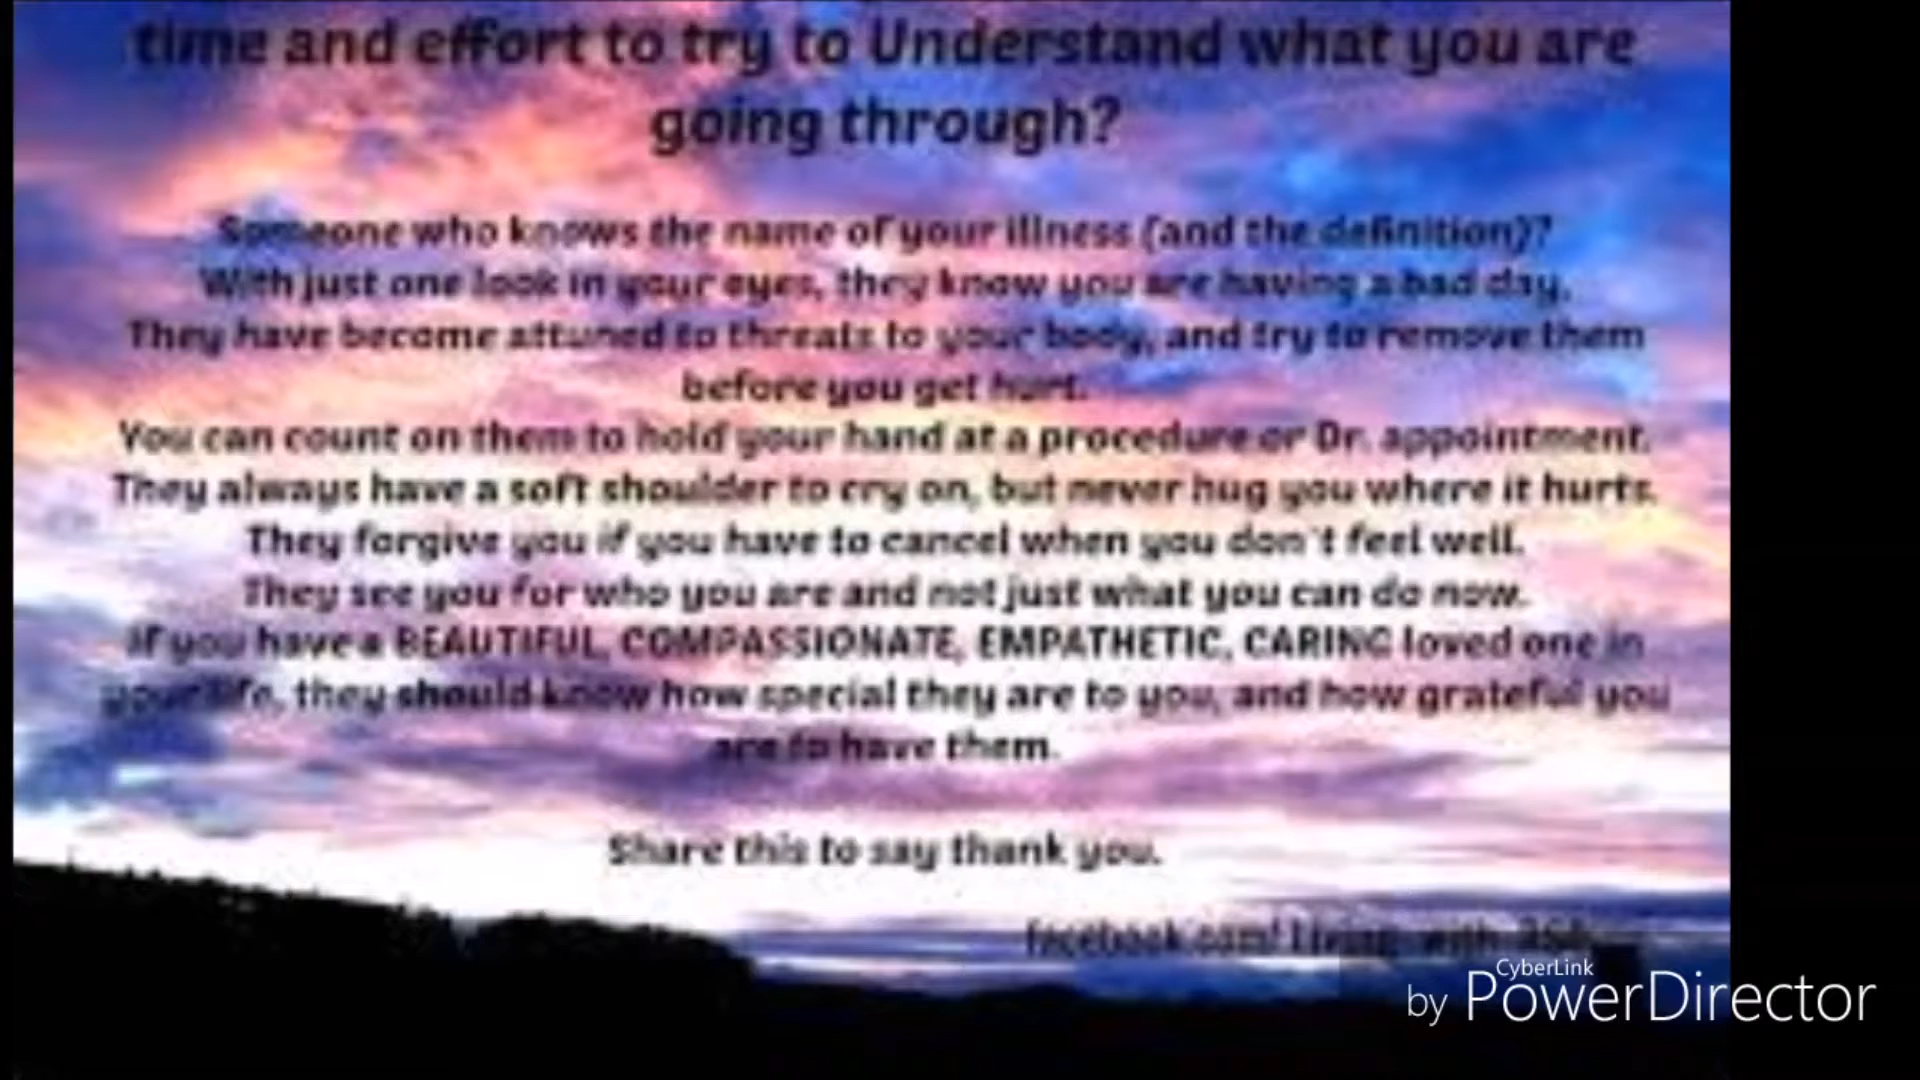 time and effort to try to Understand what you are
going through?
Someone who knows the name of your illness (and the definition)?
With just one look in your eyes, they know you are having a bad day.
They have become attuned to threats to your body, and try to remove them
before you get hurt.
You can count on them to hold your hand at a procedure or Dr. appointment.
They always have a soft shoulder to cry on, but never hug you where it hurts.
They forgive you if you have to cancel when you don't feel well.
They see you for who you are and not just what you can do now.
If you have a BEAUTIFUL, COMPASSIONATE, EMPATHETIC, CARING loved one in
your life, they should know how special they are to you, and how grateful you
are to have them.
Share this to say thank you.
facebook.com/ Living with
CyberLink
by PowerDirector